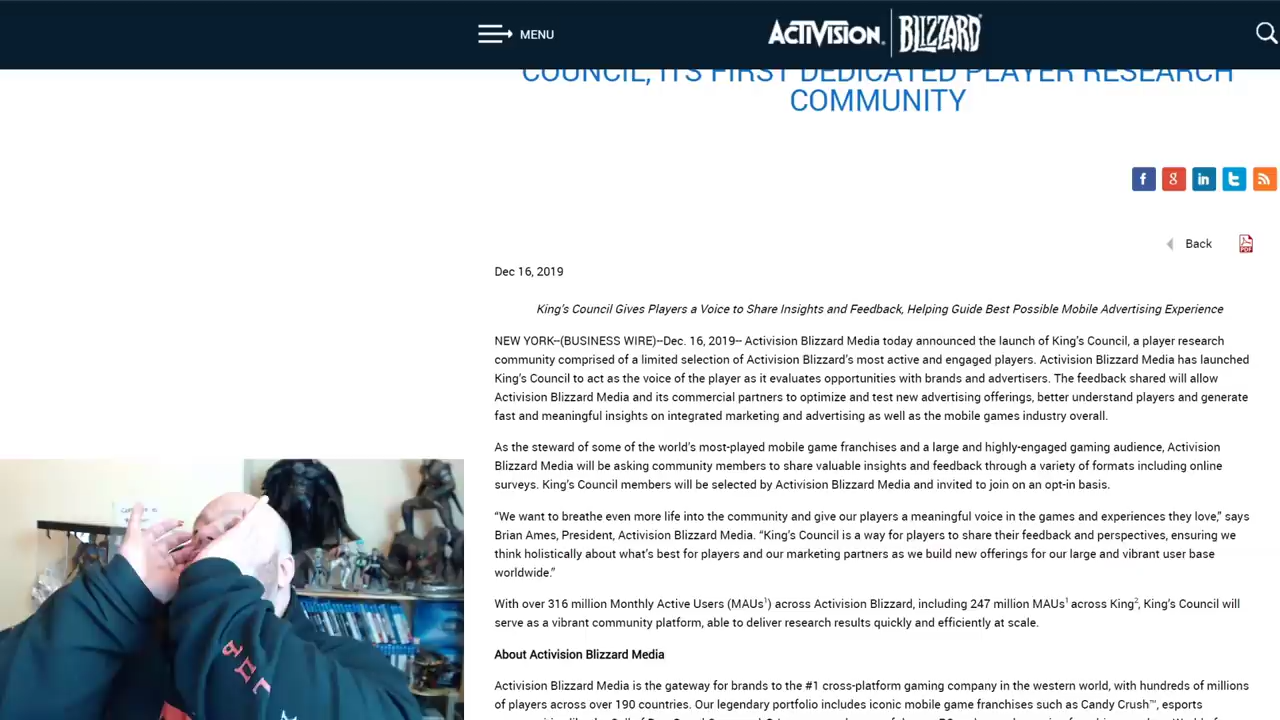 MENU
ACTIVISION. BLIZZARD
COUNCIL, ITS FIRST DEDICATED PLAYER RESEARCH
COMMUNITY
Back
Dec 16, 2019
King's Council Gives Players a Voice to Share Insights and Feedback, Helping Guide Best Possible Mobile Advertising Experience
NEW YORK--(BUSINESS WIRE)--Dec. 16, 2019-- Activision Blizzard Media today announced the launch of King's Council, a player research
community comprised of a limited selection of Activision Blizzard's most active and engaged players. Activision Blizzard Media has launched
King's Council to act as the voice of the player as it evaluates opportunities with brands and advertisers. The feedback shared will allow
Activision Blizzard Media and its commercial partners to optimize and test new advertising offerings, better understand players and generate
fast and meaningful insights on integrated marketing and advertising as well as the mobile games industry overall.
As the steward of some of the world's most-played mobile game franchises and a large and highly-engaged gaming audience, Activision
Blizzard Media will be asking community members to share valuable insights and feedback through a variety of formats including online
surveys. King's Council members will be selected by Activision Blizzard Media and invited to join on an opt-in basis.
"We want to breathe even more life into the community and give our players a meaningful voice in the games and experiences they love," says
Brian Ames, President, Activision Blizzard Media. "King's Council is a way for players to share their feedback and perspectives, ensuring we
think holistically about what's best for players and our marketing partners as we build new offerings for our large and vibrant user base
worldwide."
With over 316 million Monthly Active Users (MAUs¹) across Activision Blizzard, including 247 million MAUs¹ across King², King's Council will
serve as a vibrant community platform, able to deliver research results quickly and efficiently at scale.
About Activision Blizzard Media
Activision Blizzard Media is the gateway for brands to the #1 cross-platform gaming company in the western world, with hundreds of millions
of players across over 190 countries. Our legendary portfolio includes iconic mobile game franchises such as Candy Crush™, esports